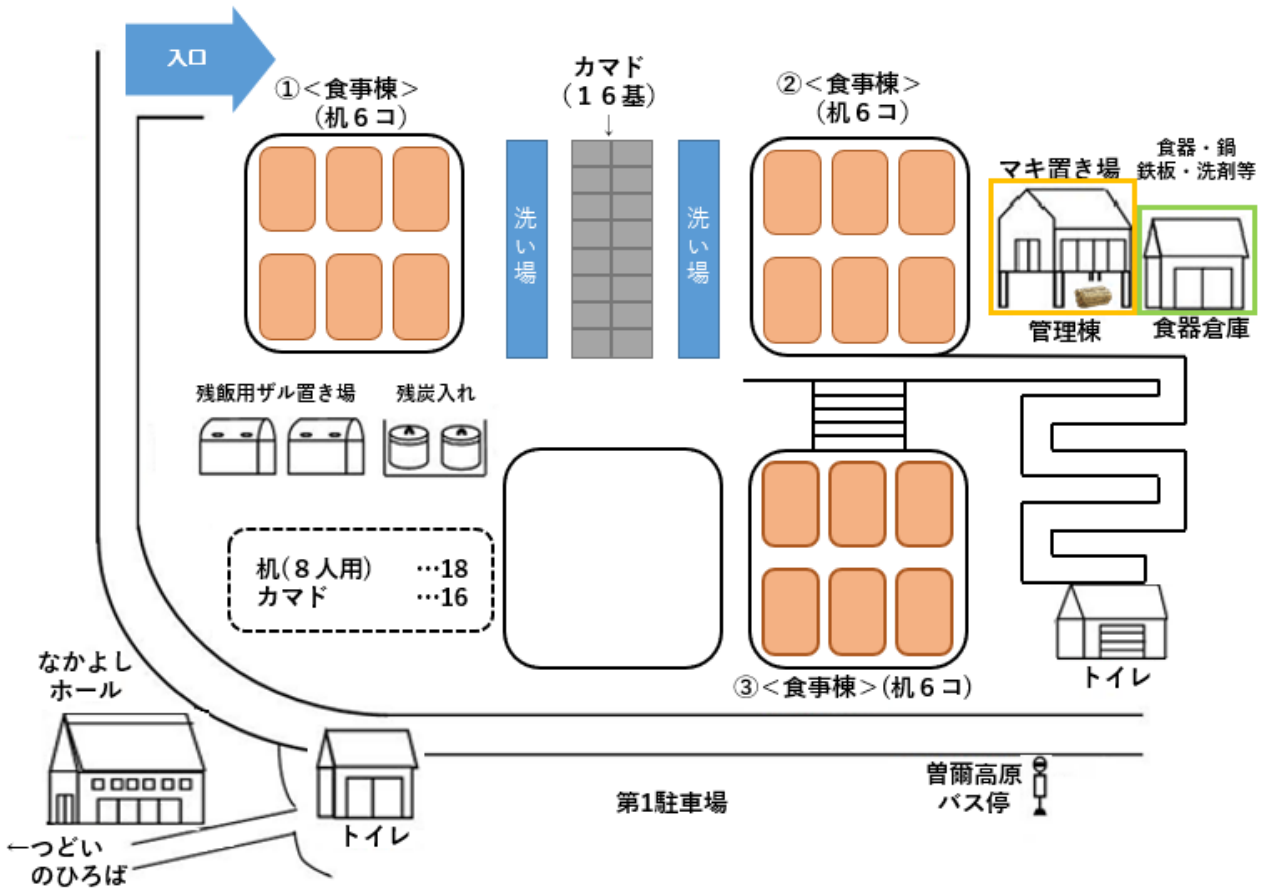 入口
①＜食事棟＞
（机６コ）
カマド
（１６基）
↓
②＜食事棟＞
（机６コ）
食器・鍋
鉄板・洗剤等
マキ置き場
洗い場
洗い場
管理棟
食器倉庫
残飯用ザル置き場
残炭入れ
机(８人用)　…18
カマド　…16
③＜食事棟＞(机６コ)
トイレ
なかよし
ホール
トイレ
第1駐車場
曽爾高原
バス停
←つどい
のひろば